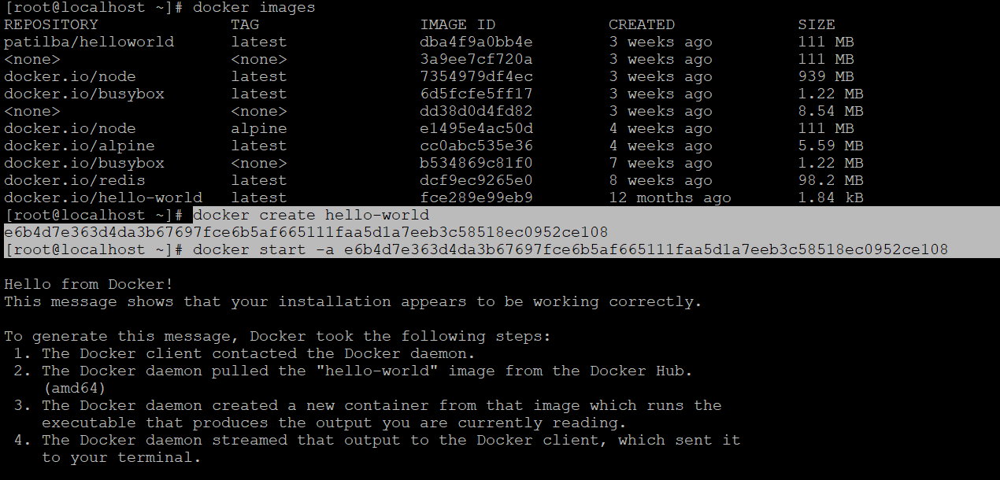 [root@localhost ~]# docker images
REPOSITORY TAG IMAGE ID CREATED SIZE
patilba/helloworld latest dba4f9a0bb4e 3 weeks ago 111 MB
<none> <none> 3a9ee7cf720a 3 weeks ago 111 MB
docker.io/node latest 7354979df4ec 3 weeks ago 939 MB
docker.io/busybox latest 6d5fcfe5ff17 3 weeks ago 1.22 MB
<none> <none> dd38d0d4fd82 3 weeks ago 8.54 MB
docker.io/node alpine e1495e4ac50d 4 weeks ago 111 MB
docker.io/alpine latest cc0abc535e36 4 weeks ago 5.59 MB
docker.io/busybox <none> b534869c81f0 7 weeks ago 1.22 MB
docker.io/redis latest dcf9ec9265e0 8 weeks ago 98.2 MB
docker.io/hello-world latest fce289e99eb9 12 months ago 1.84 kB
[root@localhost ~]# docker create hello-world
e6b4d7e363d4da3b67697fce6b5af665111faa5d1a7eeb3c58518ec0952ce108
[root@localhost ~]# docker start -a e6b4d7e363d4da3b67697fce6b5af665111faa5d1a7eeb3c58518ec0952ce108
Hello from Docker!
This message shows that your installation appears to be working correctly.
To generate this message, Docker took the following steps:
1. The Docker client contacted the Docker daemon.
2. The Docker daemon pulled the "hello-world" image from the Docker Hub.
(amd64)
3. The Docker daemon created a new container from that image which runs the
executable that produces the output you are currently reading.
4. The Docker daemon streamed that output to the Docker client, which sent it
to your terminal.